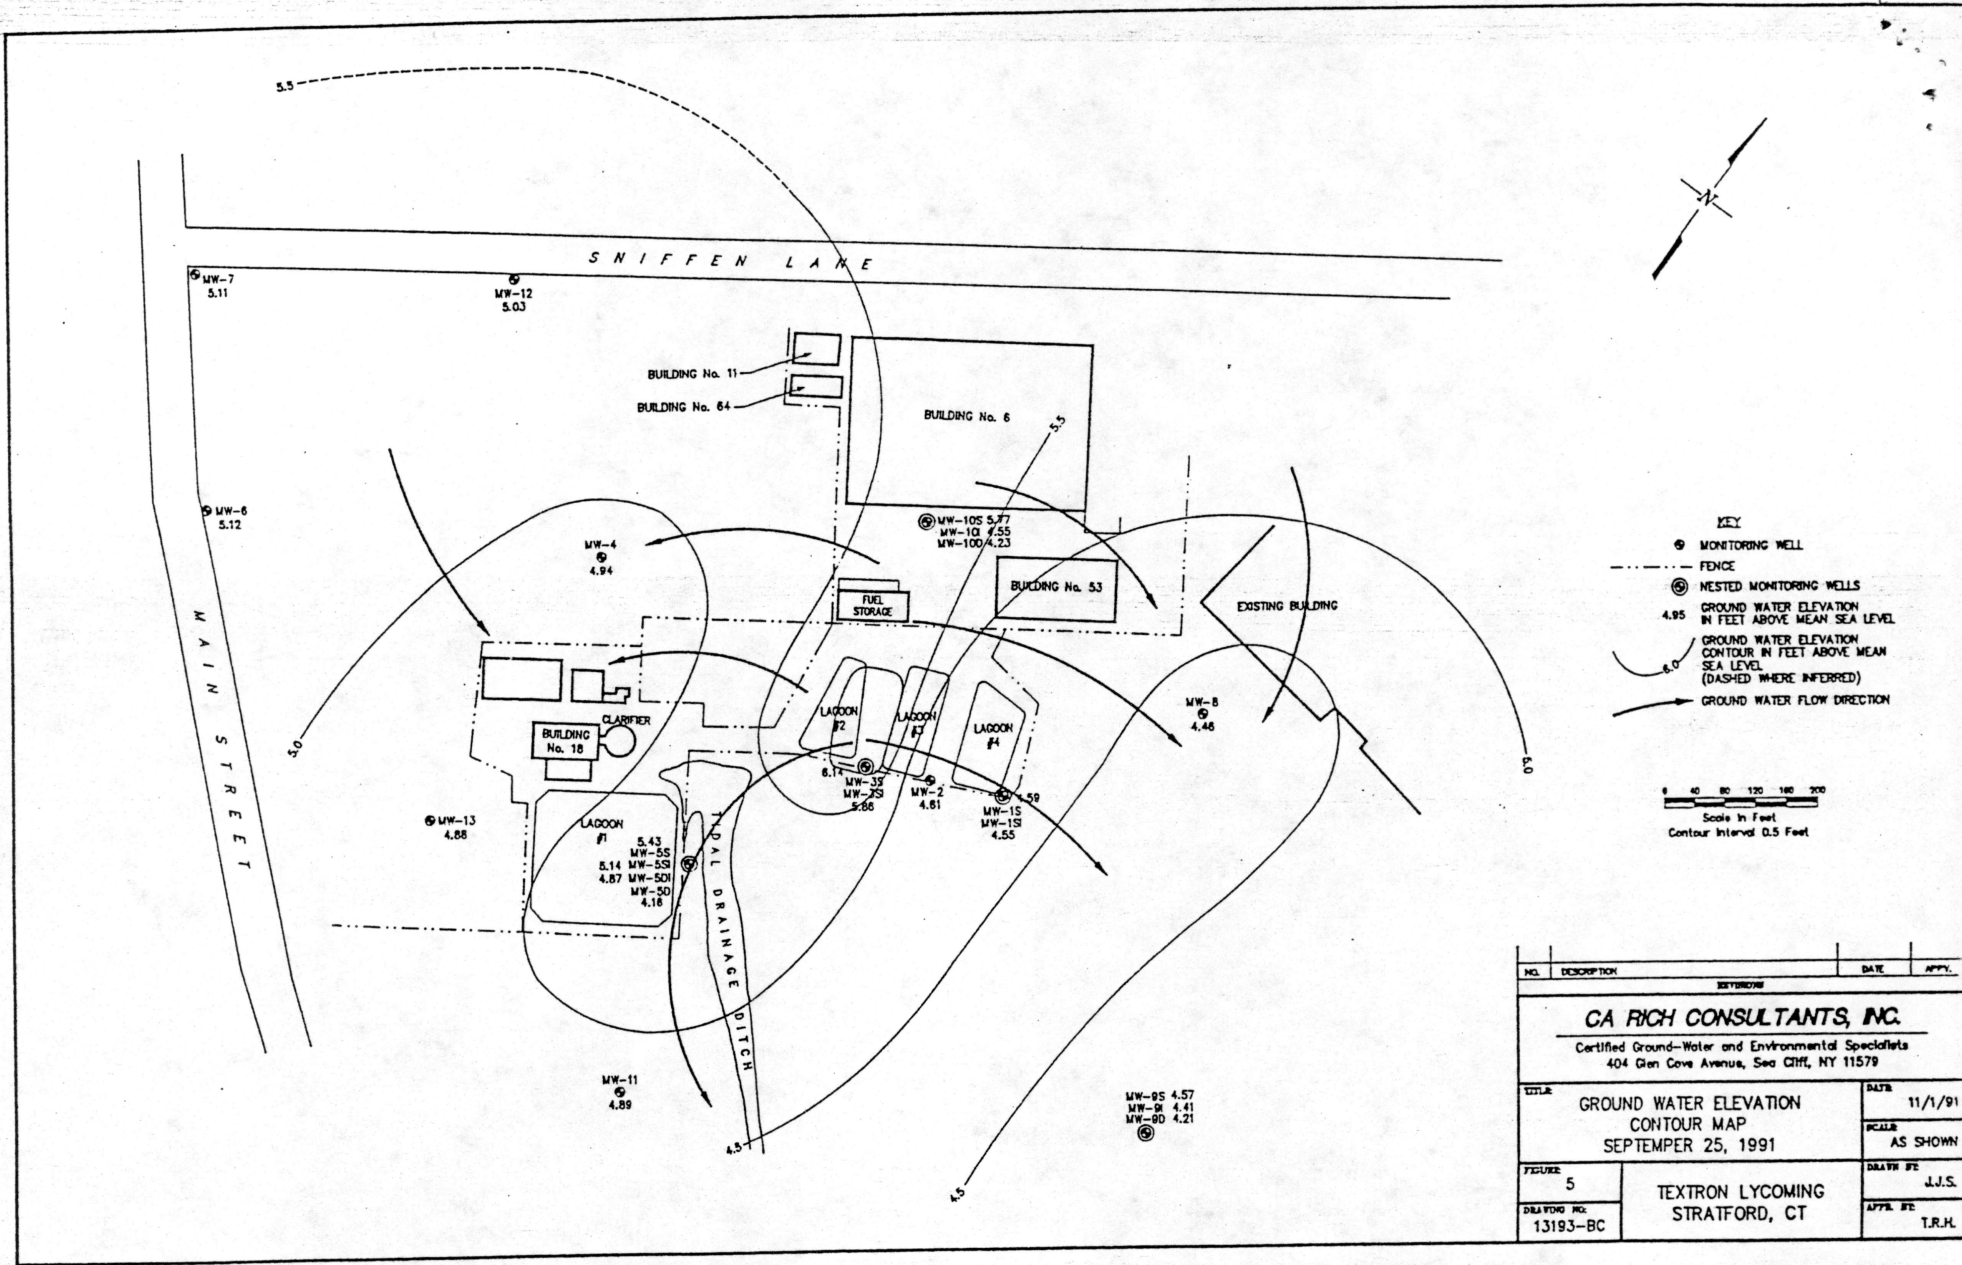 5.5
SNIFFEN LANE
MW-7
5.11
MW-12
5.03
BUILDING No. 11
BUILDING No. 64
BUILDING No. 6
5.5
MW-6
5.12
MW-4
4.94
MW-10S 5.77
MW-10I 4.55
MW-10D 4.23
FUEL
STORAGE
BUILDING No. 53
EXISTING BUILDING
MAIN STREET
5.0
CLARIFIER
BUILDING
No. 18
LAGOON
#2
LAGOON
#3
LAGOON
#4
MW-8
4.46
5.0
6.14
MW-3S
MW-3SI
5.86
MW-2
4.61
4.59
MW-1S
MW-1SI
4.55
MW-13
4.88
LAGOON
#1
5.43
MW-5S
5.14 MW-5SI
4.87 MW-5DI
MW-5D
4.16
TIDAL DRAINAGE DITCH
MW-11
4.89
4.5
4.5
MW-9S 4.57
MW-9I 4.41
MW-9D 4.21
N
KEY
MONITORING WELL
FENCE
NESTED MONITORING WELLS
4.95 GROUND WATER ELEVATION
IN FEET ABOVE MEAN SEA LEVEL
GROUND WATER ELEVATION
CONTOUR IN FEET ABOVE MEAN
SEA LEVEL
(DASHED WHERE INFERRED)
6.0
GROUND WATER FLOW DIRECTION
0 40 80 120 160 200
Scale In Feet
Contour Interval 0.5 Feet
NO. DESCRIPTION DATE APPV.
REVISIONS
CA RICH CONSULTANTS, INC.
Certified Ground-Water and Environmental Specialists
404 Glen Cove Avenue, Sea Cliff, NY 11579
TITLE
GROUND WATER ELEVATION
CONTOUR MAP
SEPTEMPER 25, 1991
DATE
11/1/91
SCALE
AS SHOWN
FIGURE
5
DRAWING NO:
13193-BC
TEXTRON LYCOMING
STRATFORD, CT
DRAWN BY:
J.J.S.
APPR. BY:
T.R.H.